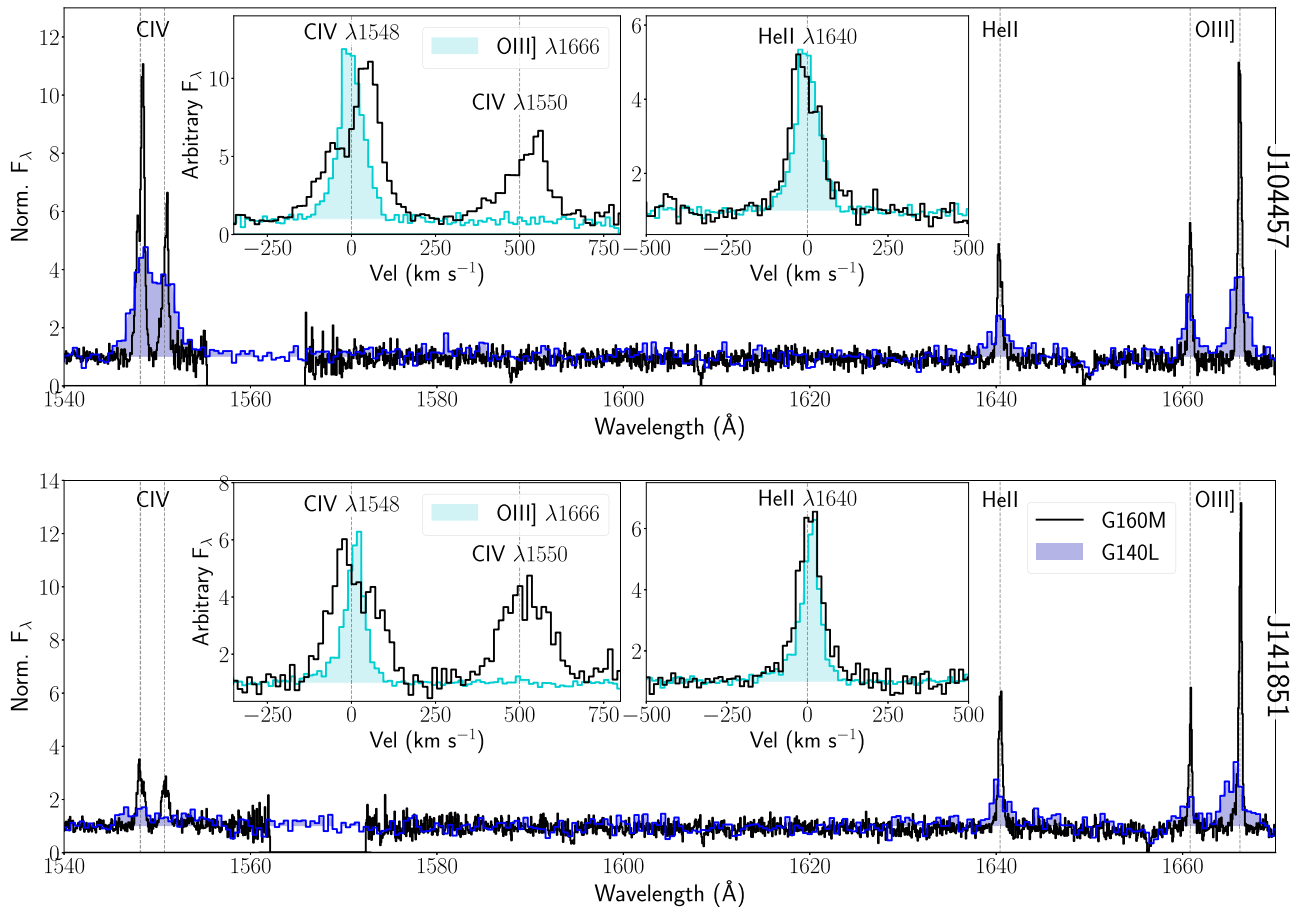 CIV
HeII
OIII]
CIV λ1548
OIII] λ1666
CIV λ1550
HeII λ1640
Norm. Fλ
12
10
8
6
4
2
0
Arbitrary Fλ
10
5
0
−250 0 250 500 750
Vel (km s−1)
6
4
2
−500 −250 0 250 500
Vel (km s−1)
J104457
1540 1560 1580 1600 1620 1640 1660
Wavelength (Å)
CIV
HeII
OIII]
CIV λ1548
OIII] λ1666
CIV λ1550
HeII λ1640
G160M
G140L
Norm. Fλ
14
12
10
8
6
4
2
0
Arbitrary Fλ
8
6
4
2
−250 0 250 500 750
Vel (km s−1)
6
4
2
−500 −250 0 250 500
Vel (km s−1)
J141851
1540 1560 1580 1600 1620 1640 1660
Wavelength (Å)